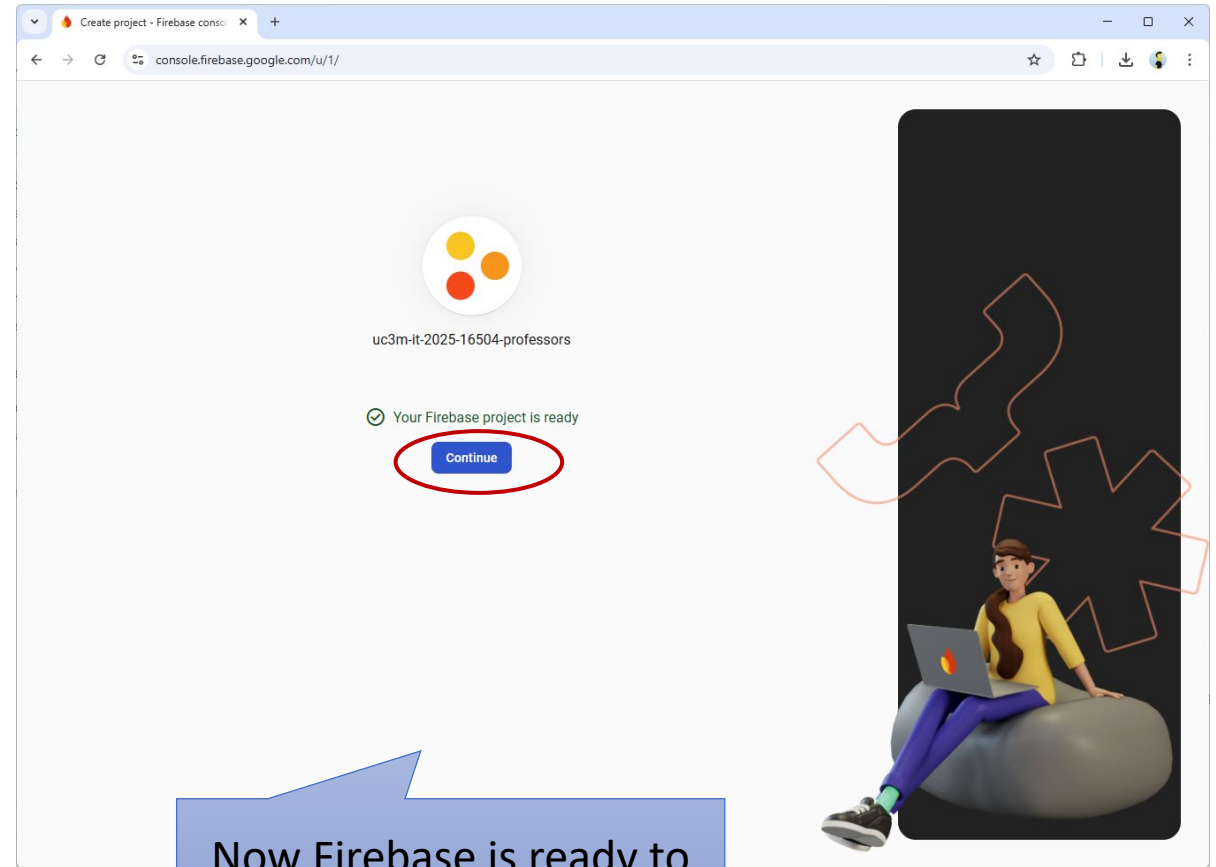 Create project - Firebase conso
console.firebase.google.com/u/1/
uc3m-it-2025-16504-professors
Your Firebase project is ready
Continue
Now Firebase is ready to